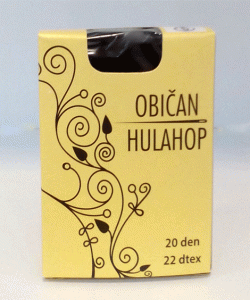 OBIČAN
HULAHOP
20 den
22 dtex